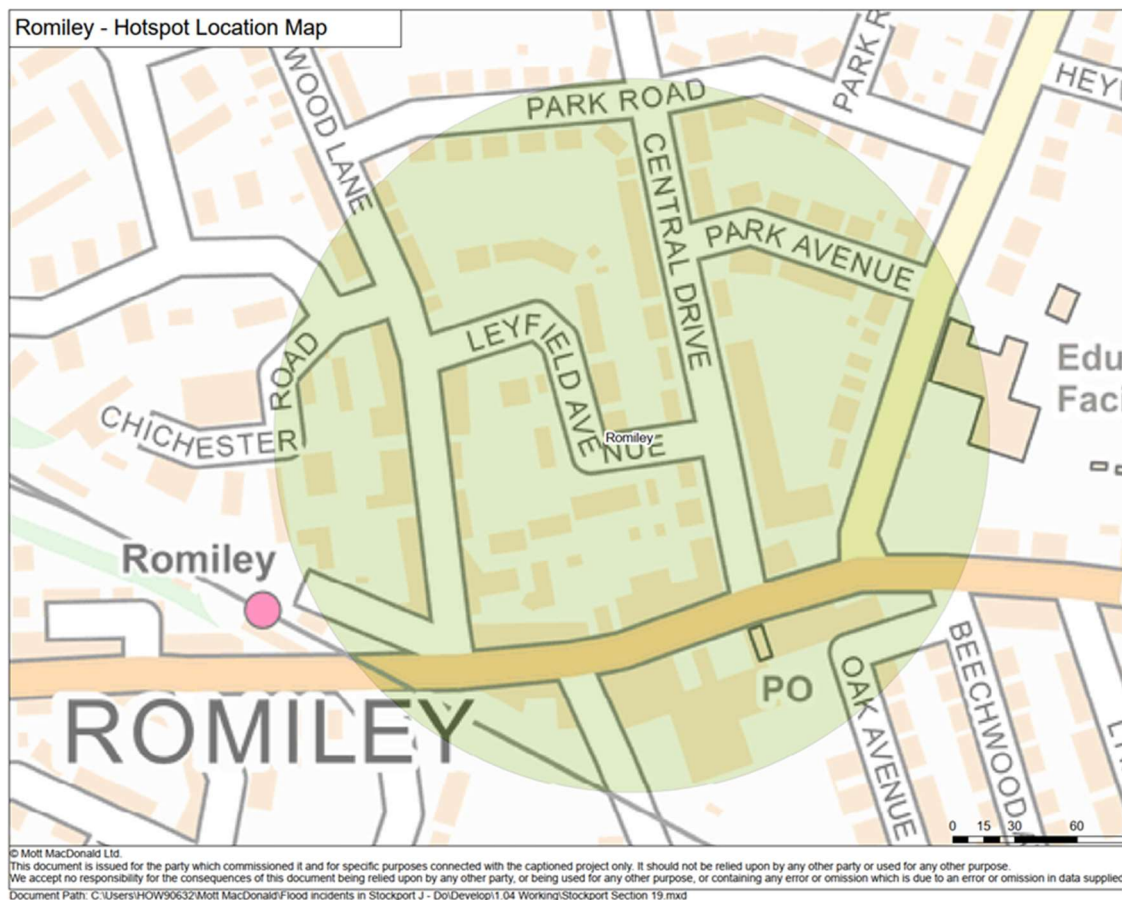 Romiley - Hotspot Location Map
WOOD LANE
PARK ROAD
PARK R
HEYW
CENTRAL DRIVE
PARK AVENUE
LEYFIELD AVENUE
Romiley
CHICHESTER ROAD
Edu
Faci
Romiley
ROMILEY
PO
OAK AVENUE
BEECHWOOD
LY
0 15 30 60
© Mott MacDonald Ltd.
This document is issued for the party which commissioned it and for specific purposes connected with the captioned project only. It should not be relied upon by any other party or used for any other purpose.
We accept no responsibility for the consequences of this document being relied upon by any other party, or being used for any other purpose, or containing any error or omission which is due to an error or omission in data supplied
Document Path: C:\Users\HOW90632\Mott MacDonald\Flood incidents in Stockport J - Do\Develop\1.04 Working\Stockport Section 19.mxd